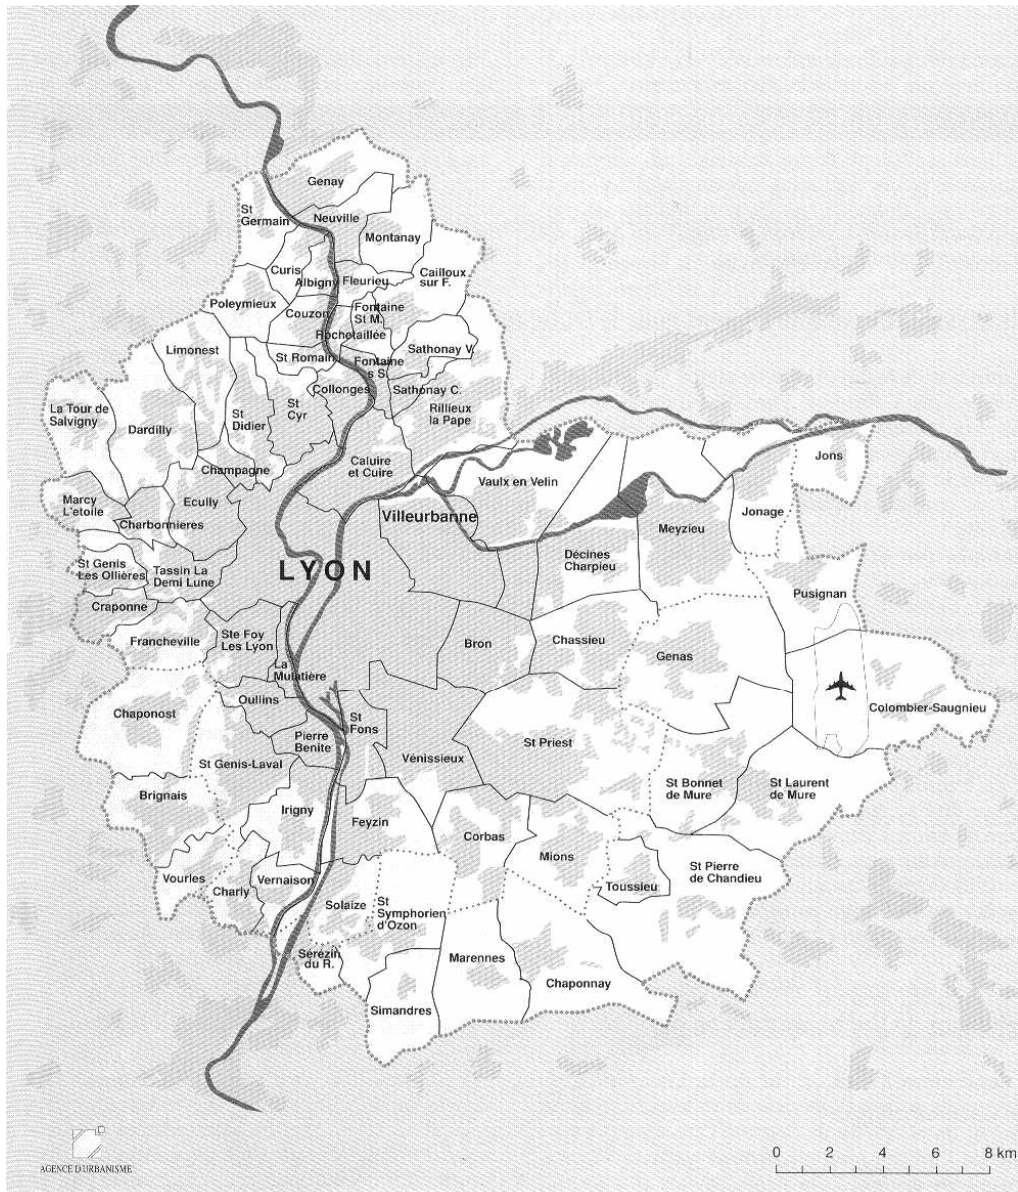 Genay
St
Germain
Neuville
Montanay
Curis
Albigny
Fleurieu
Cailloux
sur F.
Poleymieux
Couzon
Fontaine
St M.
Rochetaillée
Limonest
St Romain
Fontaine
s S.
Sathonay V.
Collonges
Sathonay C.
La Tour de
Salvigny
Dardilly
St
Didier
St
Cyr
Rillieux
la Pape
Champagne
Caluire
et Cuire
Jons
Marcy
L'etoile
Ecully
Charbonnieres
Vaulx en Velin
Villeurbanne
Meyzieu
Jonage
St Genis
Les Ollières
Tassin La
Demi Lune
LYON
Décines
Charpieu
Pusignan
Craponne
Francheville
Ste Foy
Les Lyon
Bron
Chassieu
Genas
La
Mulatière
Chaponost
Oullins
St
Fons
Colombier-Saugnieu
Pierre
Benite
St Priest
St Genis-Laval
Vénissieux
Brignais
St Bonnet
de Mure
St Laurent
de Mure
Irigny
Feyzin
Corbas
Mions
Vourles
Charly
Vernaison
Toussieu
St Pierre
de Chandieu
Solaize
St
Symphorien
d'Ozon
Sérézin
du R.
Marennes
Chaponnay
Simandres
AGENCE D'URBANISME
0 2 4 6 8 km